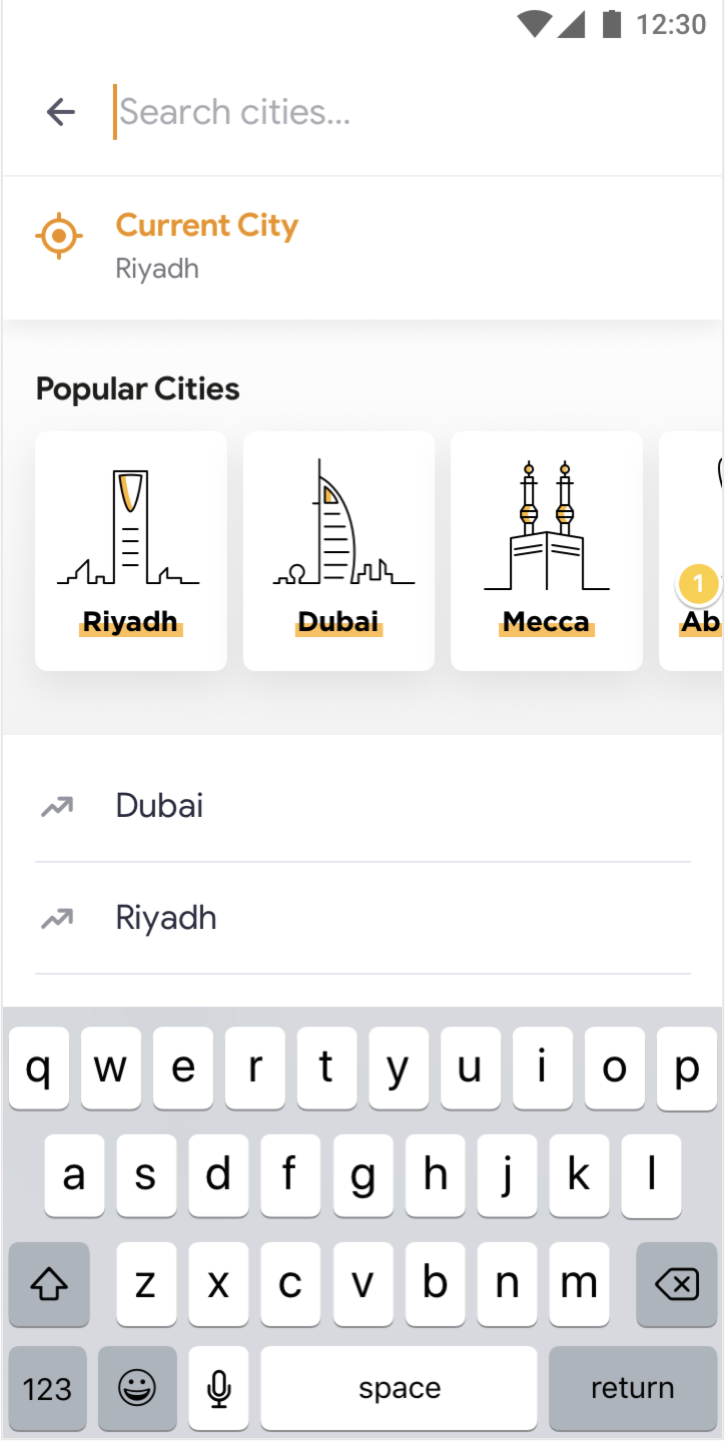 12:30
Search cities...
Current City
Riyadh
Popular Cities
1
Riyadh Dubai Mecca Ab
Dubai
Riyadh
q w e r t y u i o p
a s d f g h j k l
z x c v b n m
123 space return